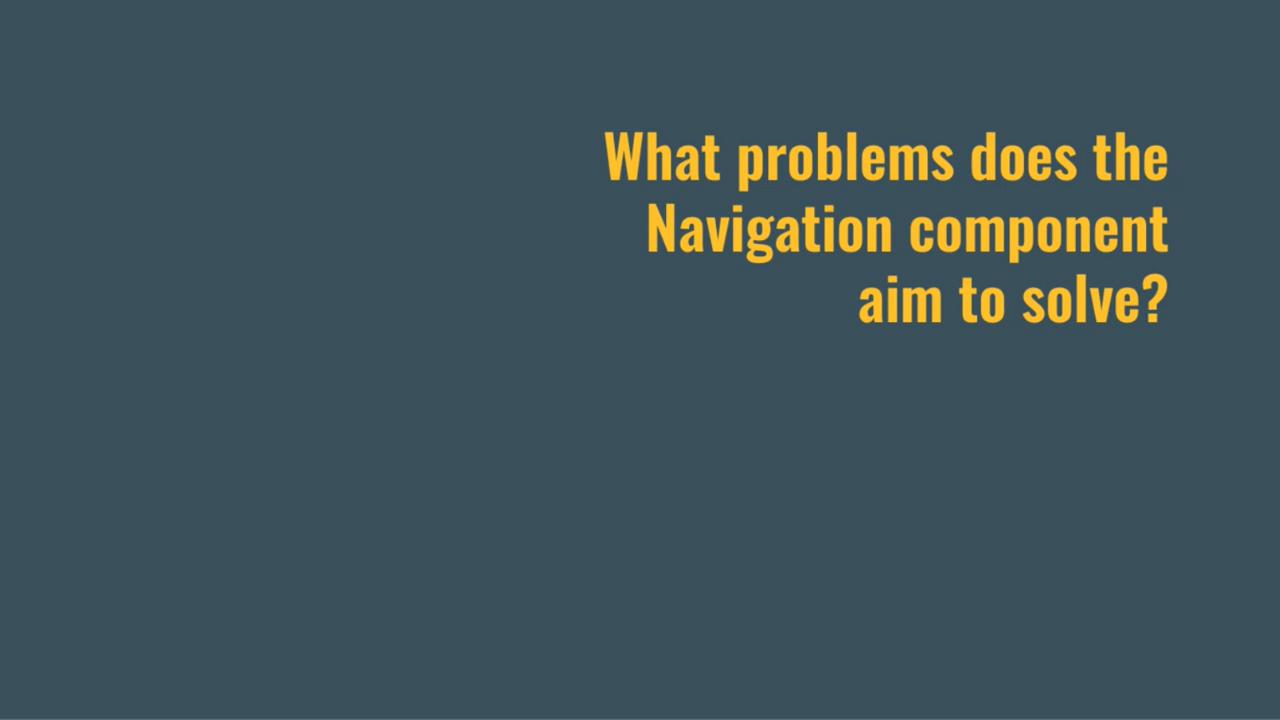 What problems does the
Navigation component
aim to solve?